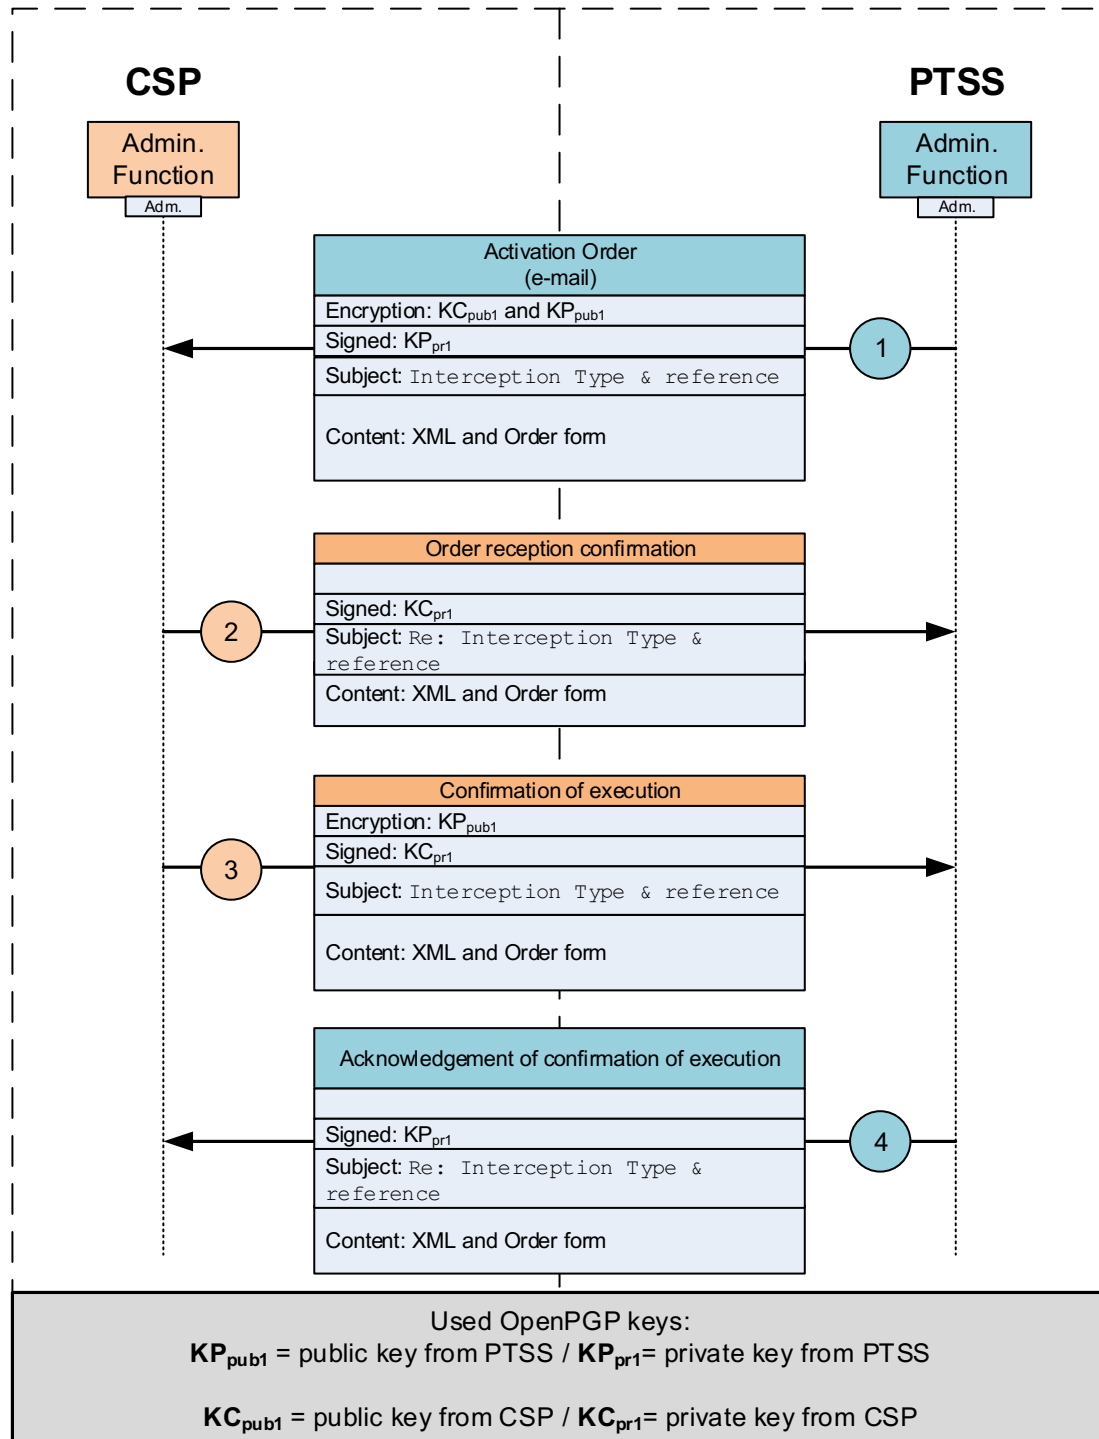 CSP
PTSS
Admin.
Function
Adm.
Admin.
Function
Adm.
Activation Order
(e-mail)
Encryption: KCpub1 and KPpub1
Signed: KPpr1
1
Subject: Interception Type & reference
Content: XML and Order form
Order reception confirmation
Signed: KCpr1
2
Subject: Re: Interception Type &
reference
Content: XML and Order form
Confirmation of execution
Encryption: KPpub1
Signed: KCpr1
3
Subject: Interception Type & reference
Content: XML and Order form
Acknowledgement of confirmation of execution
Signed: KPpr1
4
Subject: Re: Interception Type &
reference
Content: XML and Order form
Used OpenPGP keys:
KPpub1 = public key from PTSS / KPpr1= private key from PTSS
KCpub1 = public key from CSP / KCpr1= private key from CSP